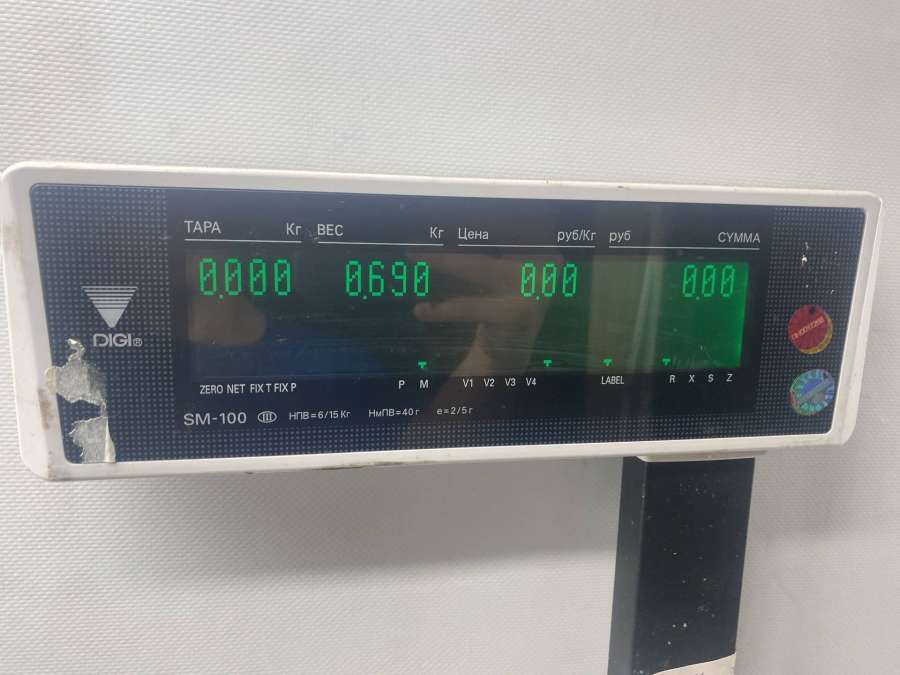 ТАРА Кг ВЕС Кг Цена руб/Кг руб СУММА
0.000 0.690 0.00 0.00
DIGI®
ZERO NET FIX T FIX P P M V1 V2 V3 V4 LABEL R X S Z
SM-100 III НПВ=6/15 Кг НмПВ=40 г e=2/5 г